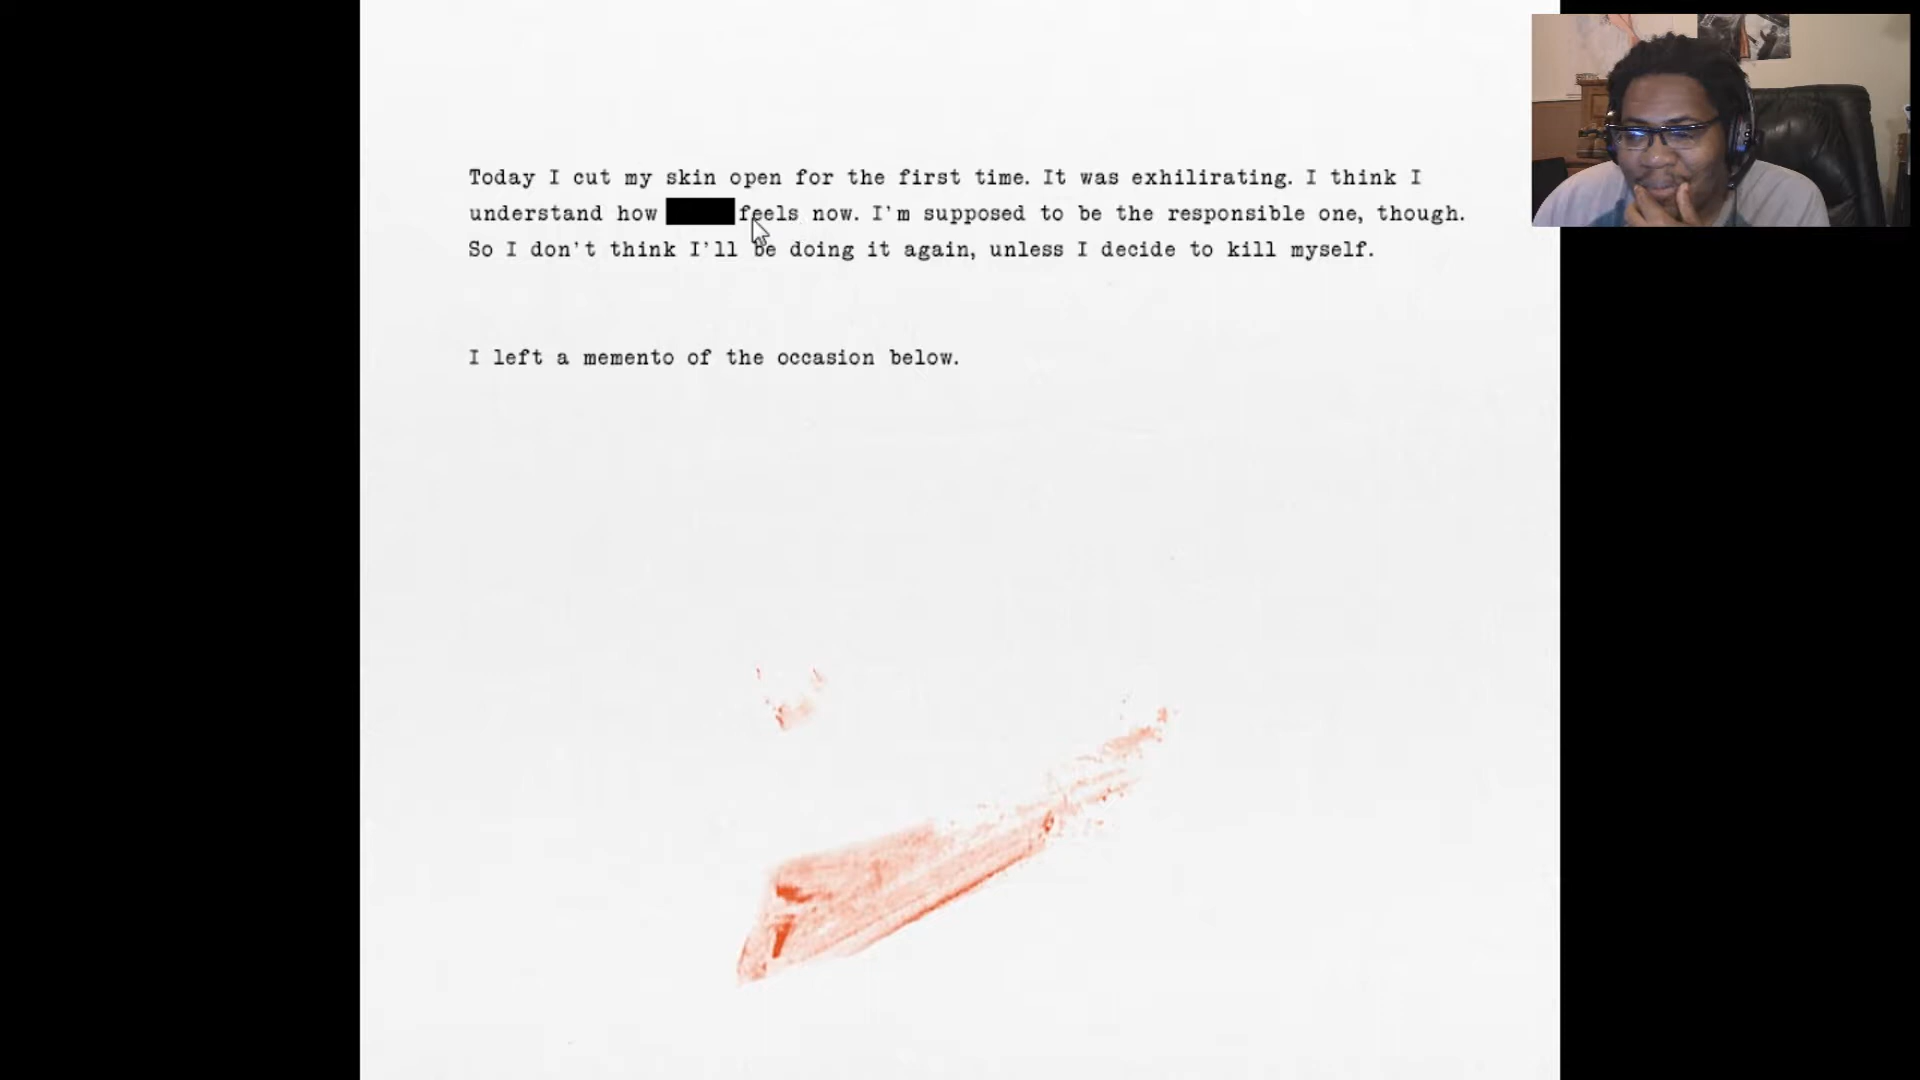 Today I cut my skin open for the first time. It was exhilirating. I think I
understand how feels now. I'm supposed to be the responsible one, though.
So I don't think I'll be doing it again, unless I decide to kill myself.
I left a memento of the occasion below.